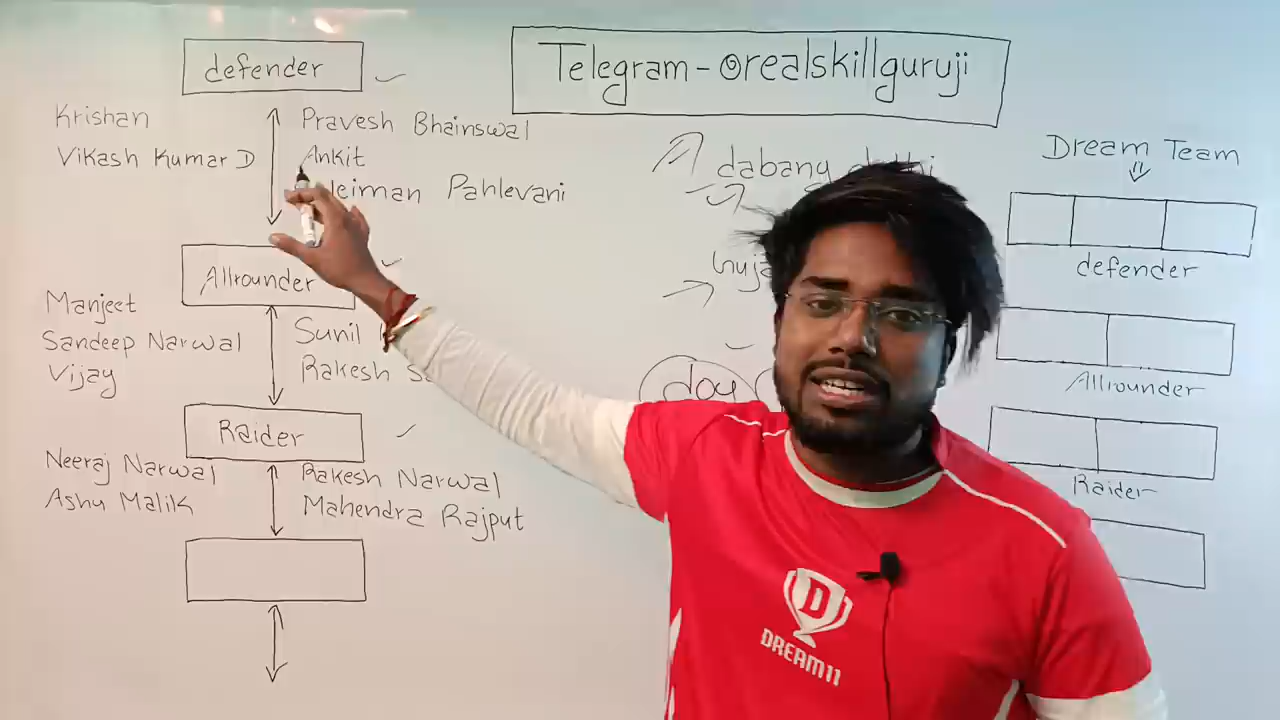 defender
Telegram - @realskillguruji
Krishan
Pravesh Bhainswal
Vikash Kumar D
Ankit
Pahlevani
dabang
Dream Team
defender
Allrounder
Manjeet
Sunil
Sandeep Narwal
Rakesh
Vijay
Allrounder
Raider
Neeraj Narwal
Rakesh Narwal
Ashu Malik
Mahendra Rajput
Raider
D
DREAM11